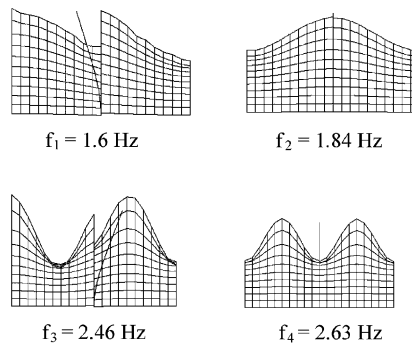 f₁ = 1.6 Hz
f₂ = 1.84 Hz
f₃ = 2.46 Hz
f₄ = 2.63 Hz